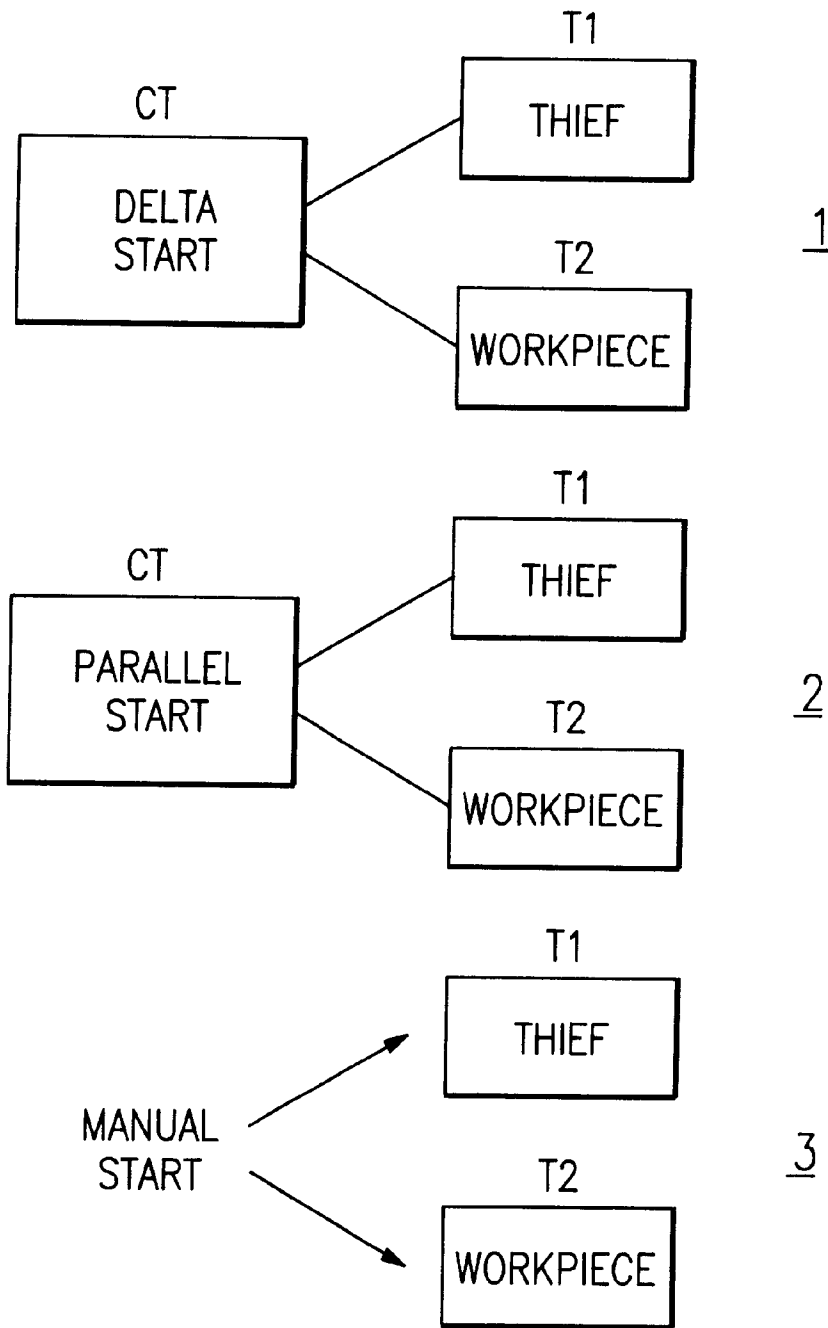 T1
THIEF
CT
DELTA
START
1
T2
WORKPIECE
T1
THIEF
CT
PARALLEL
START
2
T2
WORKPIECE
T1
THIEF
MANUAL
START
3
T2
WORKPIECE